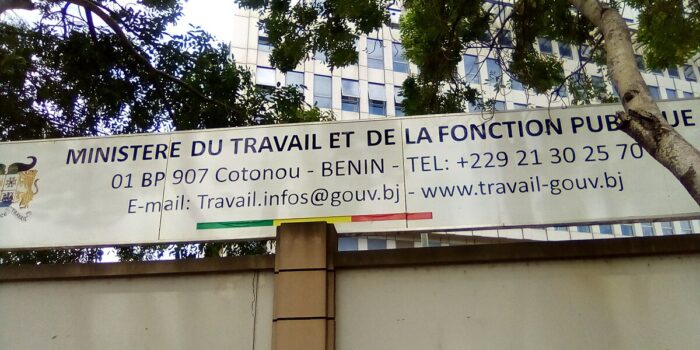 MINISTERE DU TRAVAIL ET DE LA FONCTION PUBLIQUE
01 BP 907 Cotonou - BENIN - TEL: +229 21 30 25 70
E-mail: Travail.infos@gouv.bj - www.travail-gouv.bj